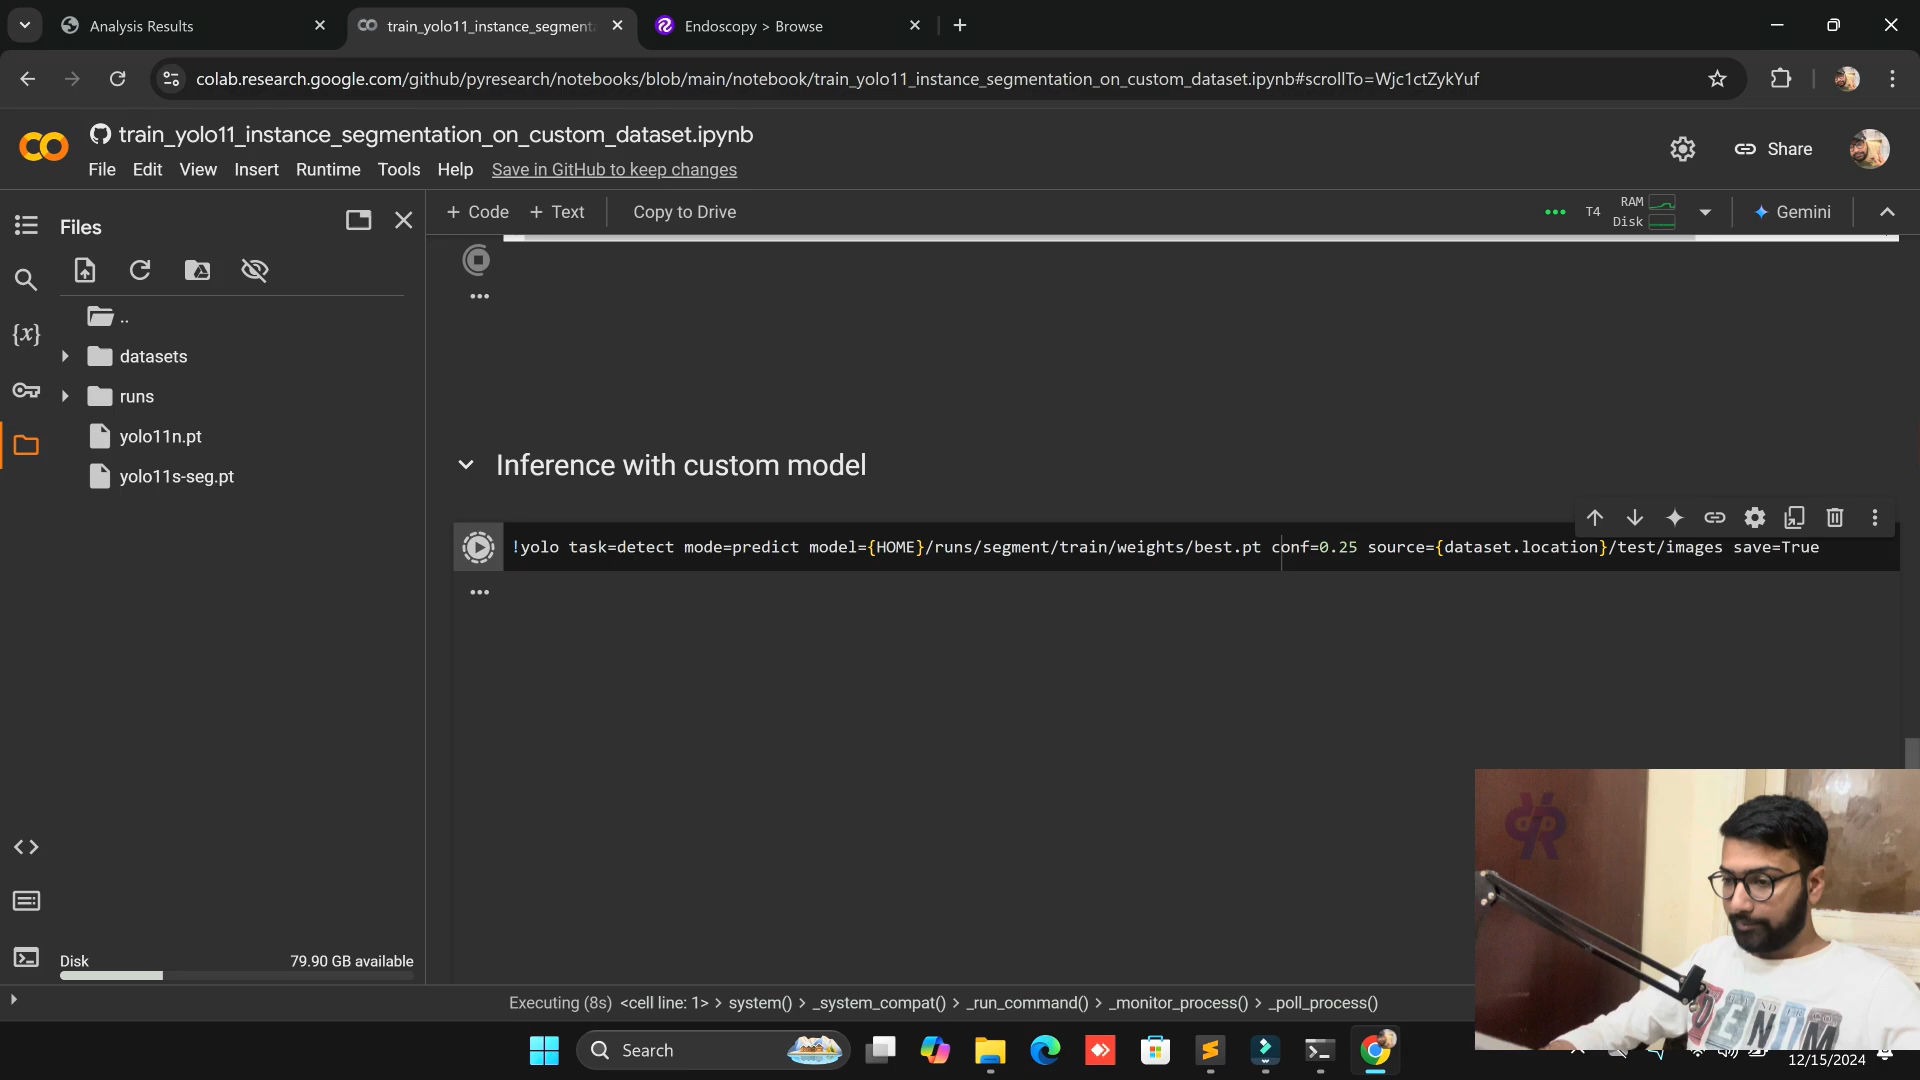 Analysis Results
train_yolo11_instance_segment
Endoscopy > Browse
colab.research.google.com/github/pyresearch/notebooks/blob/main/notebook/train_yolo11_instance_segmentation_on_custom_dataset.ipynb#scrollTo=Wjc1ctZykYuf
train_yolo11_instance_segmentation_on_custom_dataset.ipynb
File Edit View Insert Runtime Tools Help Save in GitHub to keep changes
Share
Files
+ Code + Text Copy to Drive
T4 RAM
Disk
Gemini
..
datasets
runs
yolo11n.pt
yolo11s-seg.pt
Inference with custom model
!yolo task=detect mode=predict model={HOME}/runs/segment/train/weights/best.pt conf=0.25 source={dataset.location}/test/images save=True
Disk 79.90 GB available
Executing (8s) <cell line: 1> > system() > _system_compat() > _run_command() > _monitor_process() > _poll_process()
Search
DENIM
12/15/2024